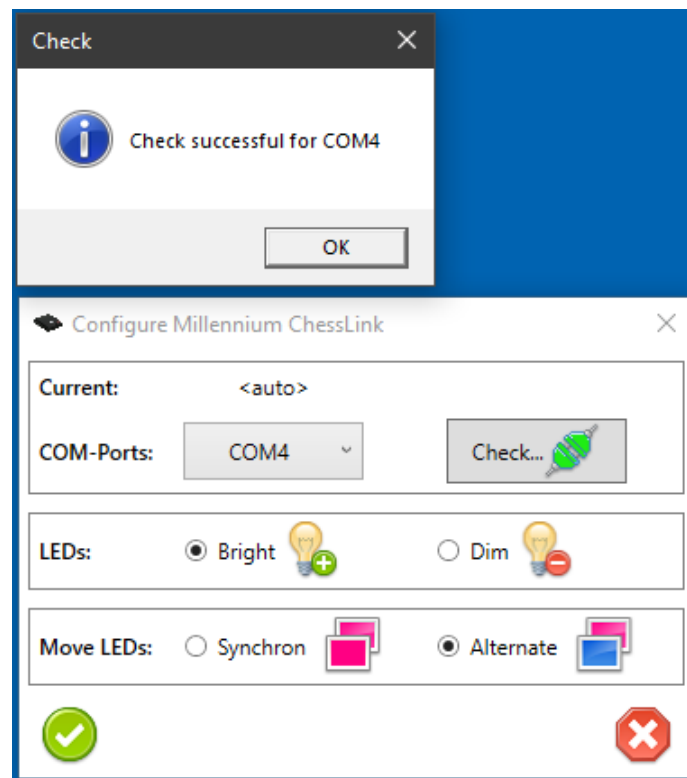 Check
Check successful for COM4
OK
Configure Millennium ChessLink
Current: <auto>
COM-Ports: COM4 Check...
LEDs: Bright Dim
Move LEDs: Synchron Alternate